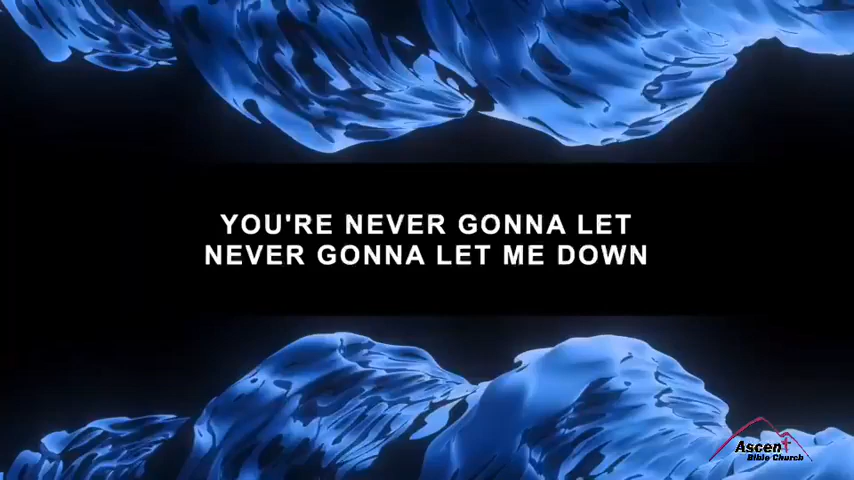 YOU'RE NEVER GONNA LET
NEVER GONNA LET ME DOWN
Ascent
Bible Church